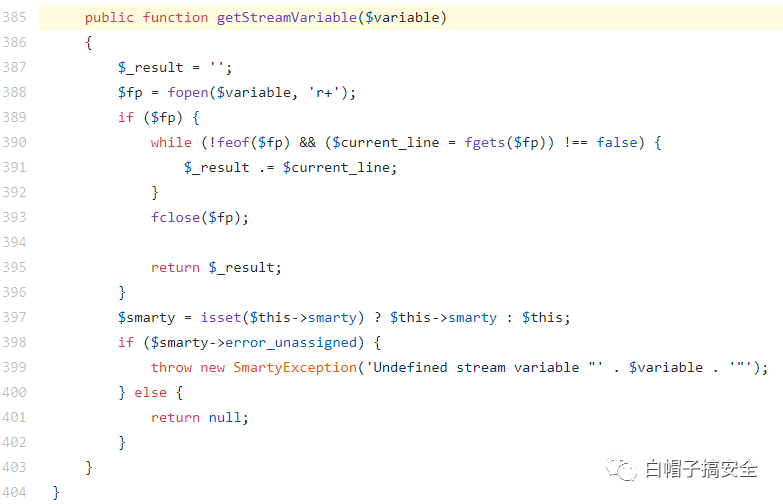 385 public function getStreamVariable($variable)
386 {
387 $_result = '';
388 $fp = fopen($variable, 'r+');
389 if ($fp) {
390 while (!feof($fp) && ($current_line = fgets($fp)) !== false) {
391 $_result .= $current_line;
392 }
393 fclose($fp);
394
395 return $_result;
396 }
397 $smarty = isset($this->smarty) ? $this->smarty : $this;
398 if ($smarty->error_unassigned) {
399 throw new SmartyException('Undefined stream variable "' . $variable . '"');
400 } else {
401 return null;
402 }
403 }
404 }
白帽子搞安全